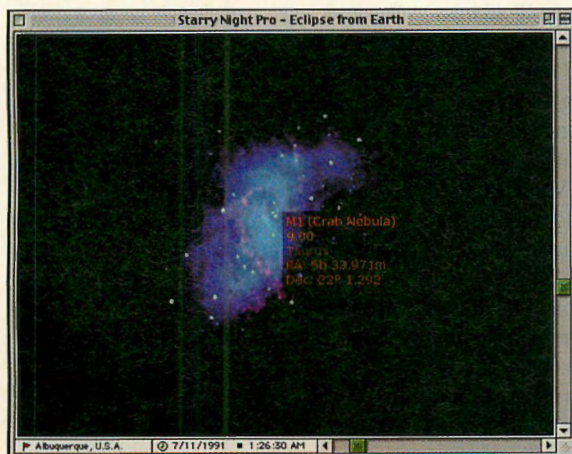 Starry Night Pro - Eclipse from Earth
M1 (Crab Nebula)
9.00
Taurus
RA: 5h 33.971m
Dec: 22° 1.292
Albuquerque, U.S.A. 7/11/1991 1:26:30 AM